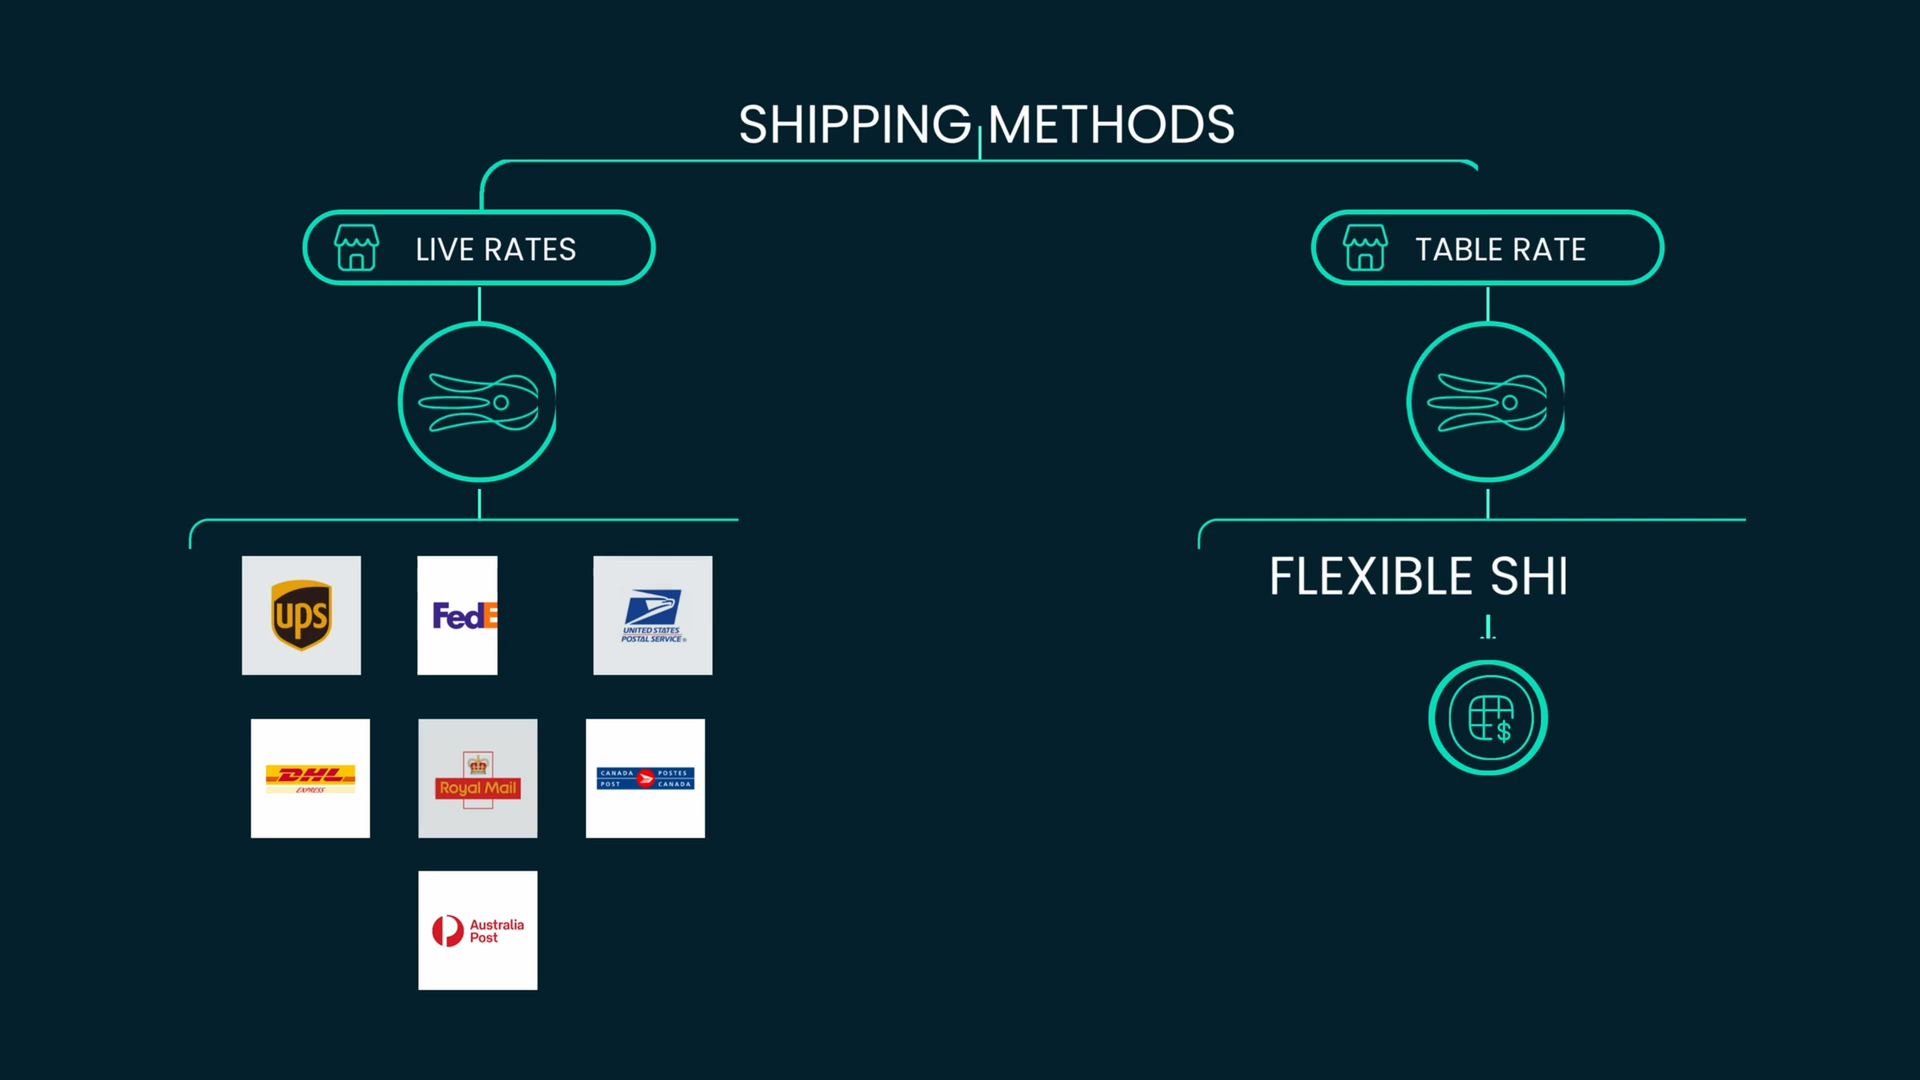 SHIPPING METHODS
LIVE RATES
TABLE RATE
FLEXIBLE SHI
ups
FedE
UNITED STATES
POSTAL SERVICE®
$
DHL
EXPRESS
Royal Mail
CANADA POSTES
POST CANADA
Australia
Post